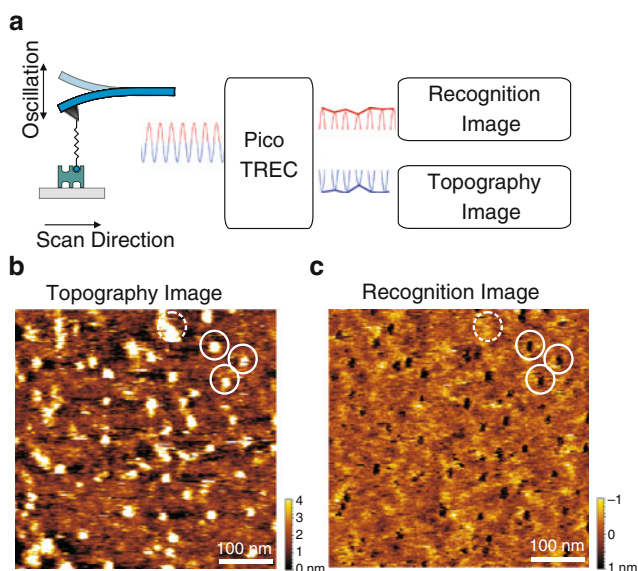 a
Oscillation
Scan Direction
Pico
TREC
Recognition
Image
Topography
Image
b
Topography Image
4
3
2
1
0 nm
100 nm
c
Recognition Image
−1
0
1 nm
100 nm